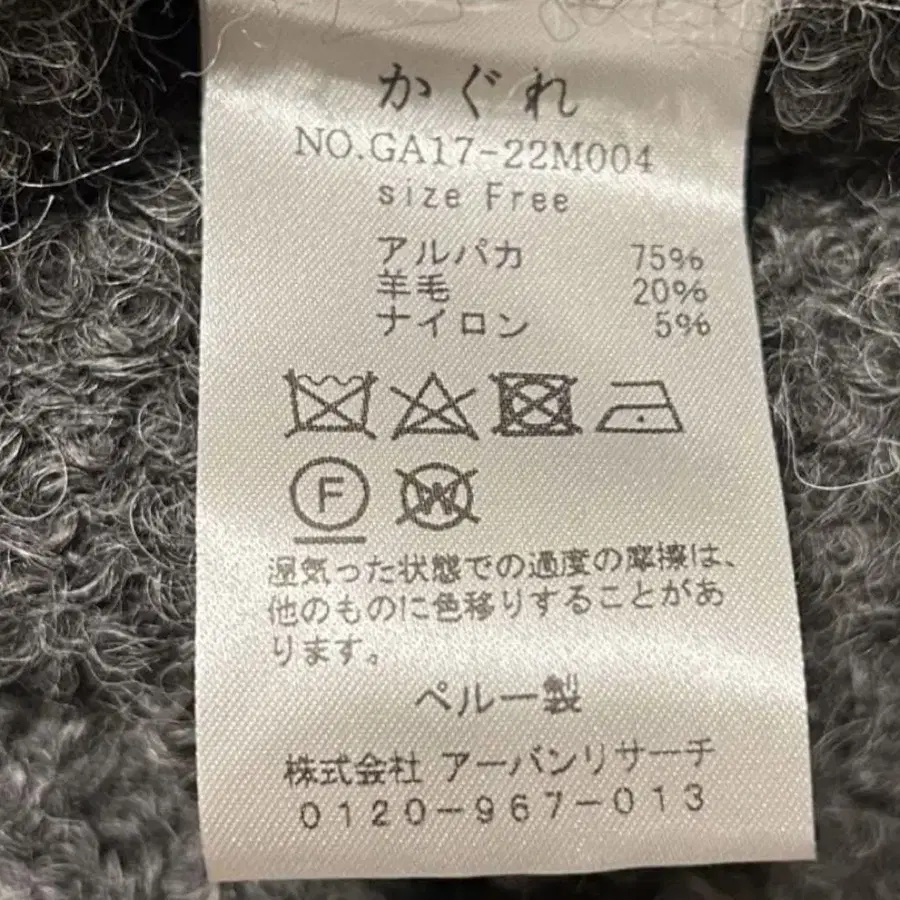 かぐれ
NO.GA17-22M004
size Free
アルパカ 75%
羊毛 20%
ナイロン 5%
F W
湿気った状態での過度の摩擦は、
他のものに色移りすることがあ
ります。
ペルー製
株式会社 アーバンリサーチ
0120-967-013